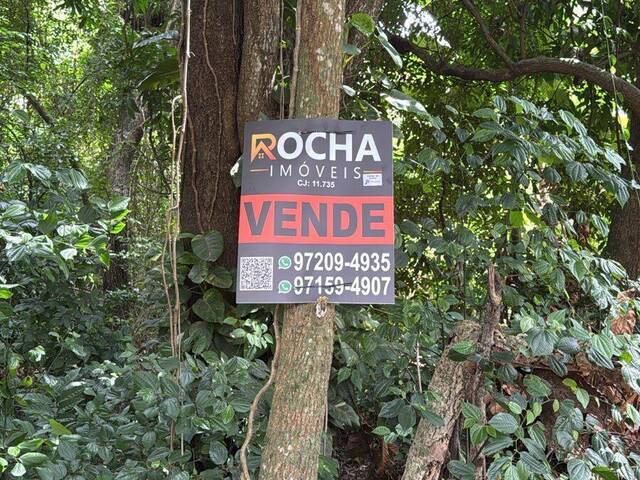 ROCHA
IMÓVEIS
CJ: 11.735
VENDE
97209-4935
97159-4907